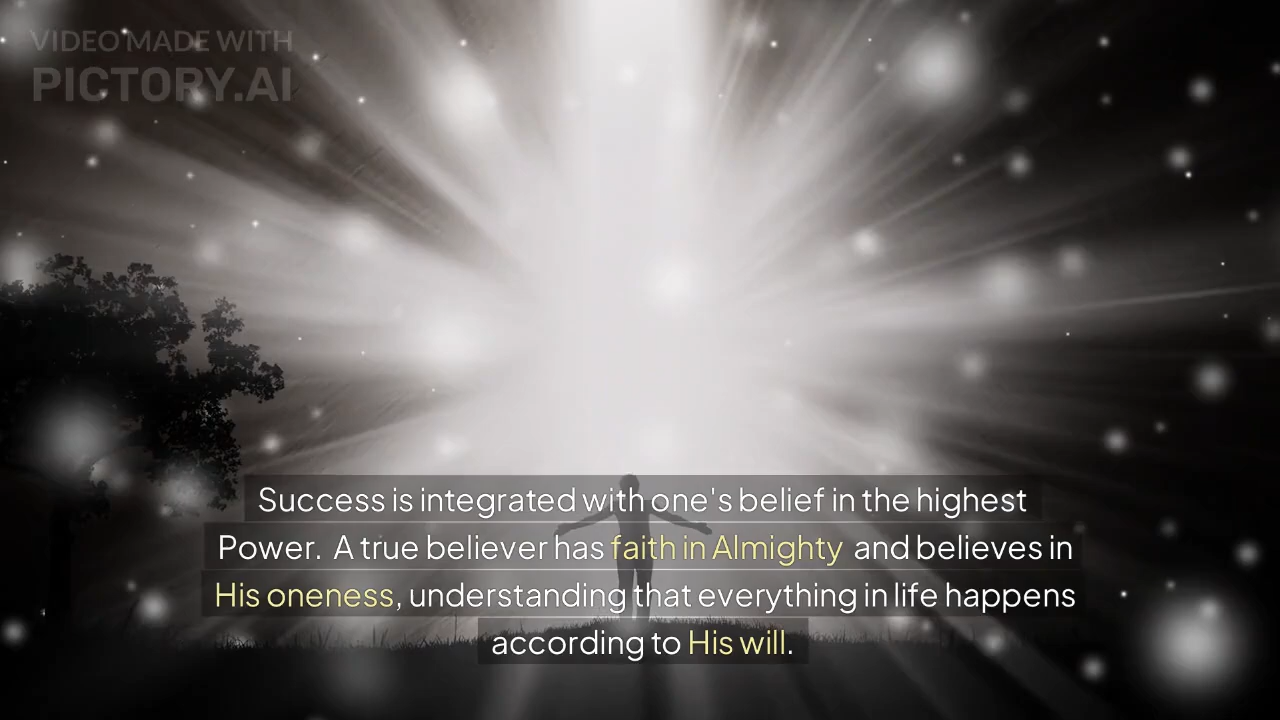 VIDEO MADE WITH
PICTORY.AI
Success is integrated with one's belief in the highest
Power.  A true believer has faith in Almighty  and believes in
His oneness, understanding that everything in life happens
according to His will.